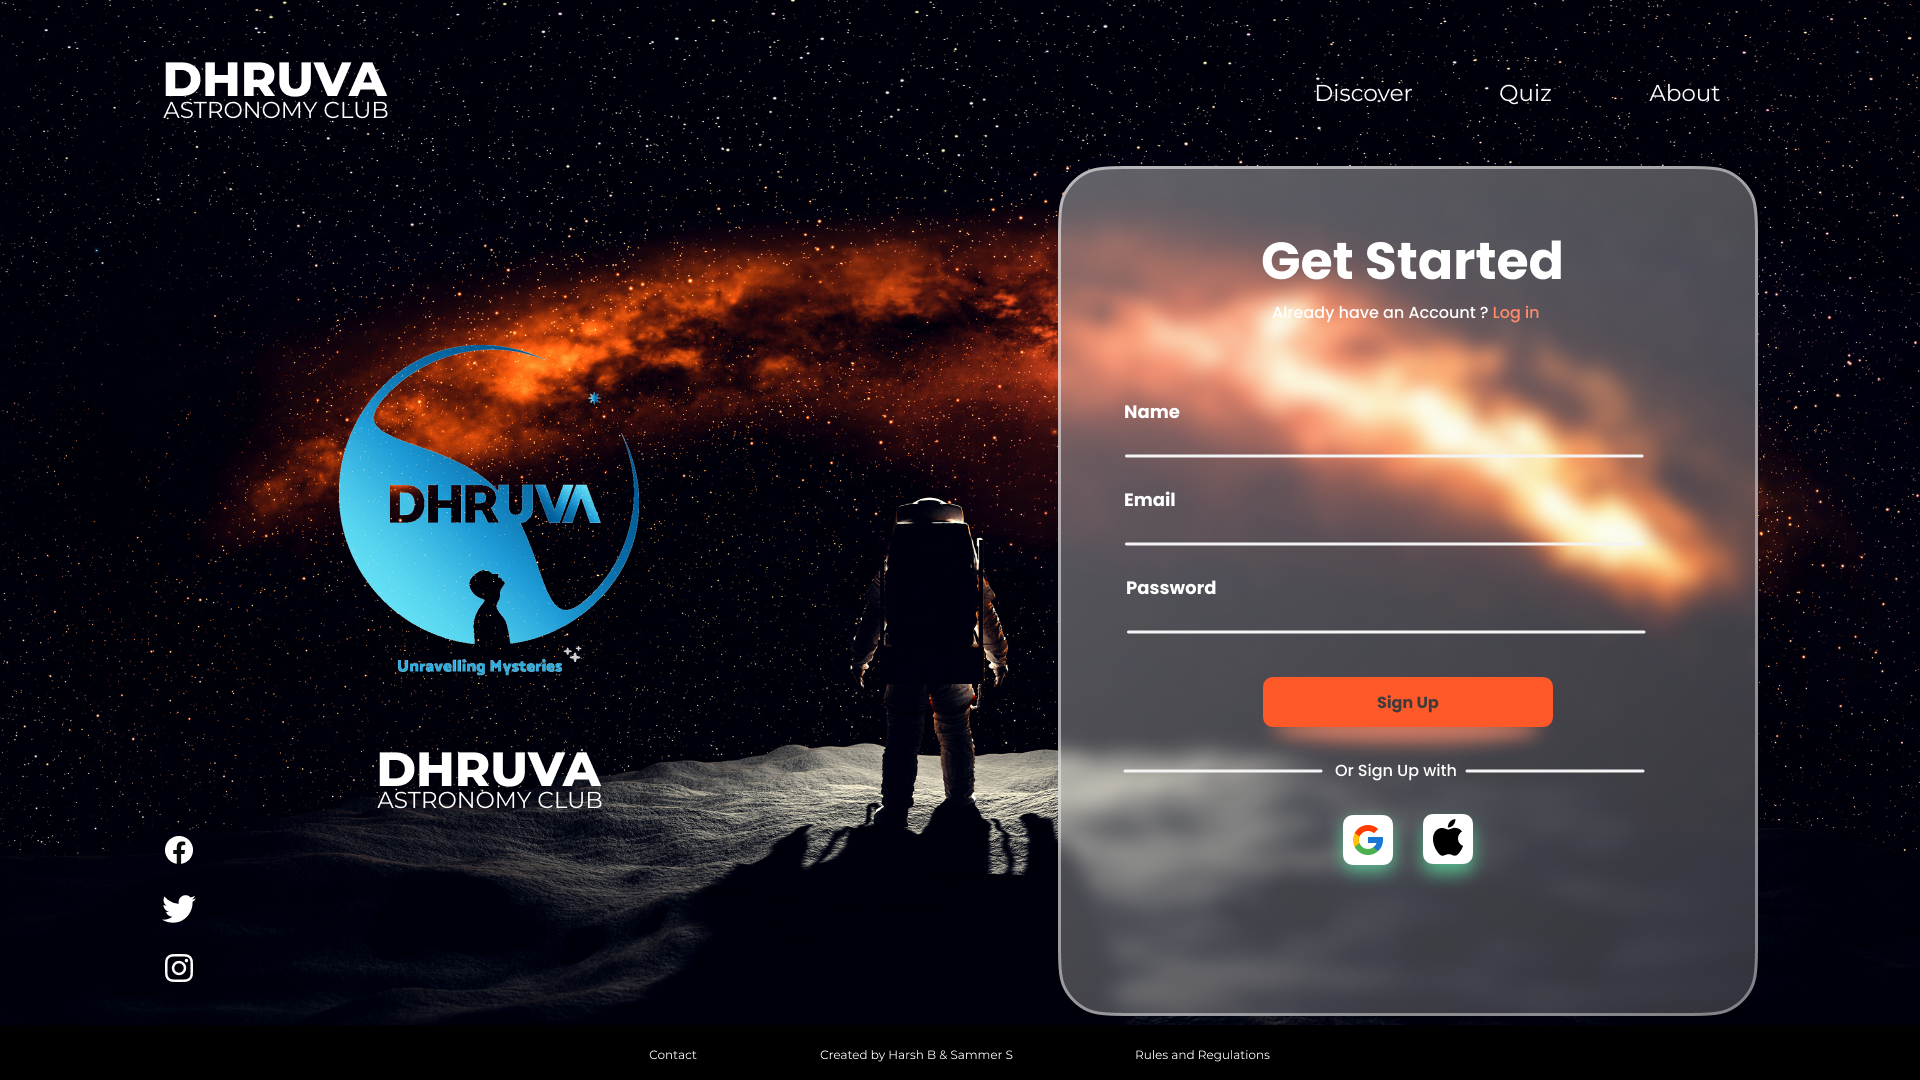 DHRUVA
ASTRONOMY CLUB
Discover
Quiz
About
Get Started
Already have an Account ? Log in
Name
Email
Password
Sign Up
Or Sign Up with
DHRUVA
Unravelling Mysteries
DHRUVA
ASTRONOMY CLUB
Contact
Created by Harsh B & Sammer S
Rules and Regulations